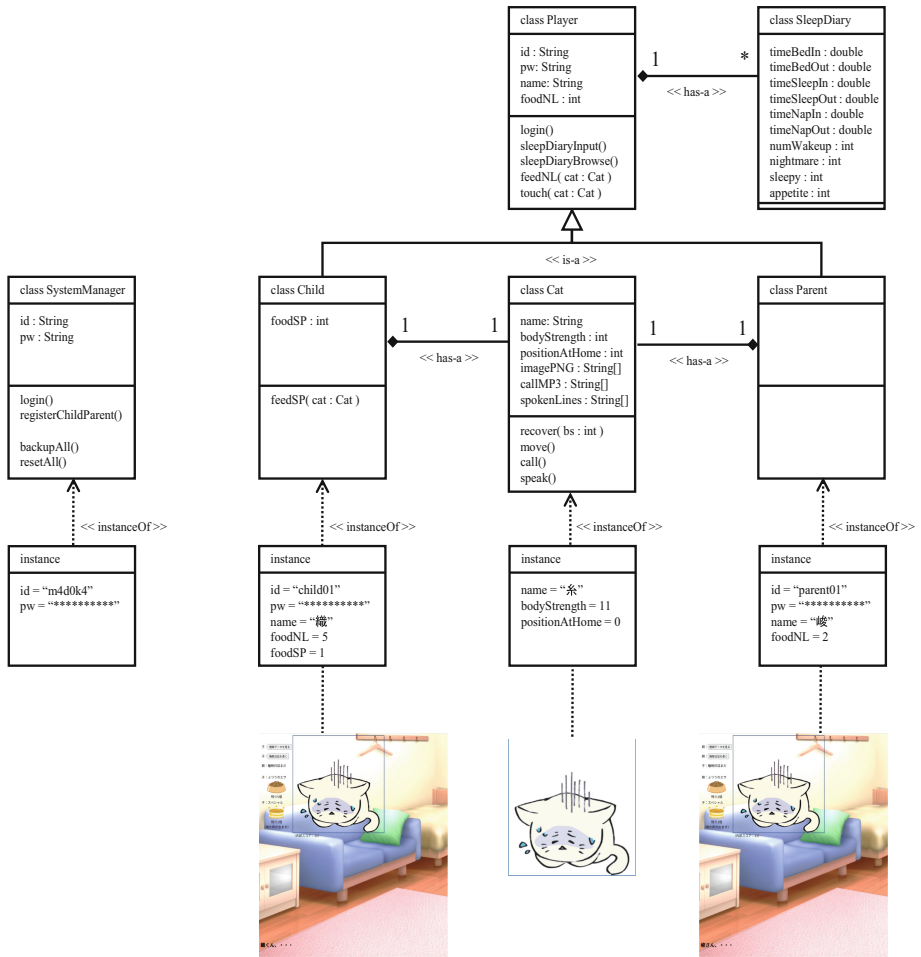 class Player
id : String
pw: String
name: String
foodNL : int
login()
sleepDiaryInput()
sleepDiaryBrowse()
feedNL( cat : Cat )
touch( cat : Cat )
1
*
<< has-a >>
class SleepDiary
timeBedIn : double
timeBedOut : double
timeSleepIn : double
timeSleepOut : double
timeNapIn : double
timeNapOut : double
numWakeup : int
nightmare : int
sleepy : int
appetite : int
<< is-a >>
class SystemManager
id : String
pw : String
login()
registerChildParent()
backupAll()
resetAll()
class Child
foodSP : int
feedSP( cat : Cat )
1
1
<< has-a >>
class Cat
name: String
bodyStrength : int
positionAtHome : int
imagePNG : String[]
callMP3 : String[]
spokenLines : String[]
recover( bs : int )
move()
call()
speak()
1
1
<< has-a >>
class Parent
<< instanceOf >>
<< instanceOf >>
<< instanceOf >>
<< instanceOf >>
instance
id = “m4d0k4”
pw = “**********”
instance
id = “child01”
pw = “**********”
name = “織”
foodNL = 5
foodSP = 1
instance
name = “糸”
bodyStrength = 11
positionAtHome = 0
instance
id = “parent01”
pw = “**********”
name = “峻”
foodNL = 2
織くん、・・・
峻さん、・・・